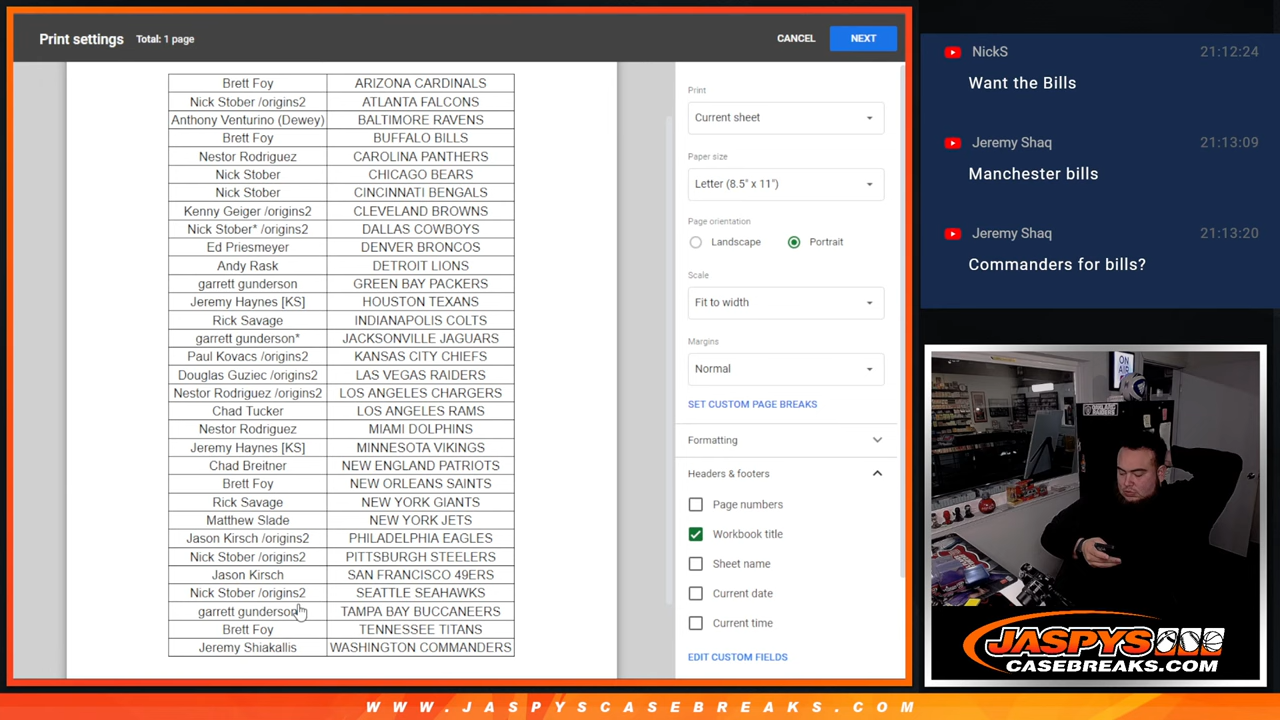 Print settings Total: 1 page
CANCEL NEXT
Brett Foy ARIZONA CARDINALS
Nick Stober /origins2 ATLANTA FALCONS
Anthony Venturino (Dewey) BALTIMORE RAVENS
Brett Foy BUFFALO BILLS
Nestor Rodriguez CAROLINA PANTHERS
Nick Stober CHICAGO BEARS
Nick Stober CINCINNATI BENGALS
Kenny Geiger /origins2 CLEVELAND BROWNS
Nick Stober* /origins2 DALLAS COWBOYS
Ed Priesmeyer DENVER BRONCOS
Andy Rask DETROIT LIONS
garrett gunderson GREEN BAY PACKERS
Jeremy Haynes [KS] HOUSTON TEXANS
Rick Savage INDIANAPOLIS COLTS
garrett gunderson* JACKSONVILLE JAGUARS
Paul Kovacs /origins2 KANSAS CITY CHIEFS
Douglas Guziec /origins2 LAS VEGAS RAIDERS
Nestor Rodriguez /origins2 LOS ANGELES CHARGERS
Chad Tucker LOS ANGELES RAMS
Nestor Rodriguez MIAMI DOLPHINS
Jeremy Haynes [KS] MINNESOTA VIKINGS
Chad Breitner NEW ENGLAND PATRIOTS
Brett Foy NEW ORLEANS SAINTS
Rick Savage NEW YORK GIANTS
Matthew Slade NEW YORK JETS
Jason Kirsch /origins2 PHILADELPHIA EAGLES
Nick Stober /origins2 PITTSBURGH STEELERS
Jason Kirsch SAN FRANCISCO 49ERS
Nick Stober /origins2 SEATTLE SEAHAWKS
garrett gunderson TAMPA BAY BUCCANEERS
Brett Foy TENNESSEE TITANS
Jeremy Shiakallis WASHINGTON COMMANDERS
Print
Current sheet
Paper size
Letter (8.5" x 11")
Page orientation
Landscape Portrait
Scale
Fit to width
Margins
Normal
SET CUSTOM PAGE BREAKS
Formatting
Headers & footers
Page numbers
Workbook title
Sheet name
Current date
Current time
EDIT CUSTOM FIELDS
NickS 21:12:24
Want the Bills
Jeremy Shaq 21:13:09
Manchester bills
Jeremy Shaq 21:13:20
Commanders for bills?
ON AIR
OAKLAND RAIDERS
JASPYS
CASEBREAKS.COM
WWW.JASPYSCASEBREAKS.COM